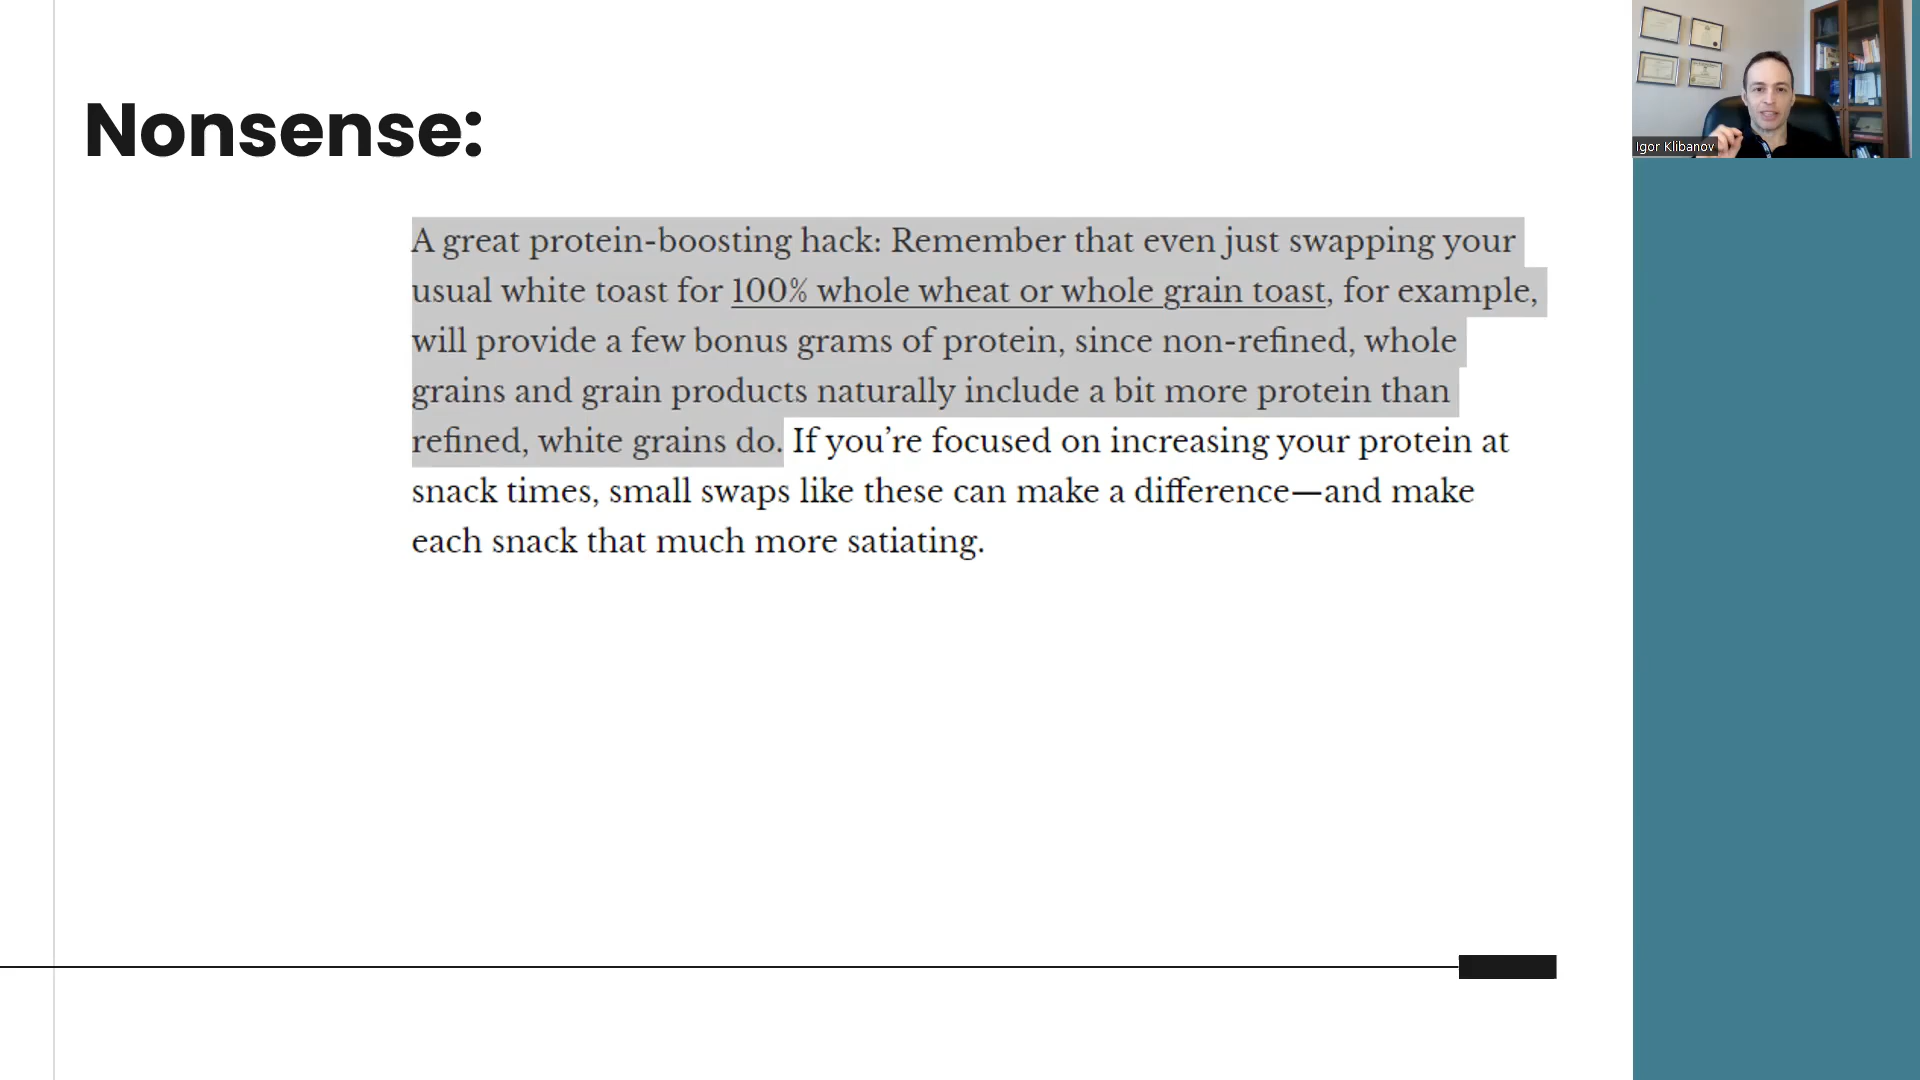 Nonsense:
A great protein-boosting hack: Remember that even just swapping your
usual white toast for 100% whole wheat or whole grain toast, for example,
will provide a few bonus grams of protein, since non-refined, whole
grains and grain products naturally include a bit more protein than
refined, white grains do. If you’re focused on increasing your protein at
snack times, small swaps like these can make a difference—and make
each snack that much more satiating.
Igor Klibanov